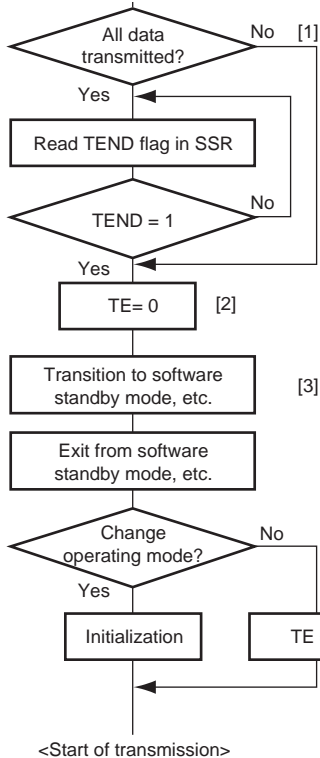 All data
transmitted?
No [1]
Yes
Read TEND flag in SSR
No
TEND = 1
Yes
TE= 0 [2]
Transition to software
standby mode, etc.
[3]
Exit from software
standby mode, etc.
Change
operating mode?
No
Yes
Initialization
TE
<Start of transmission>